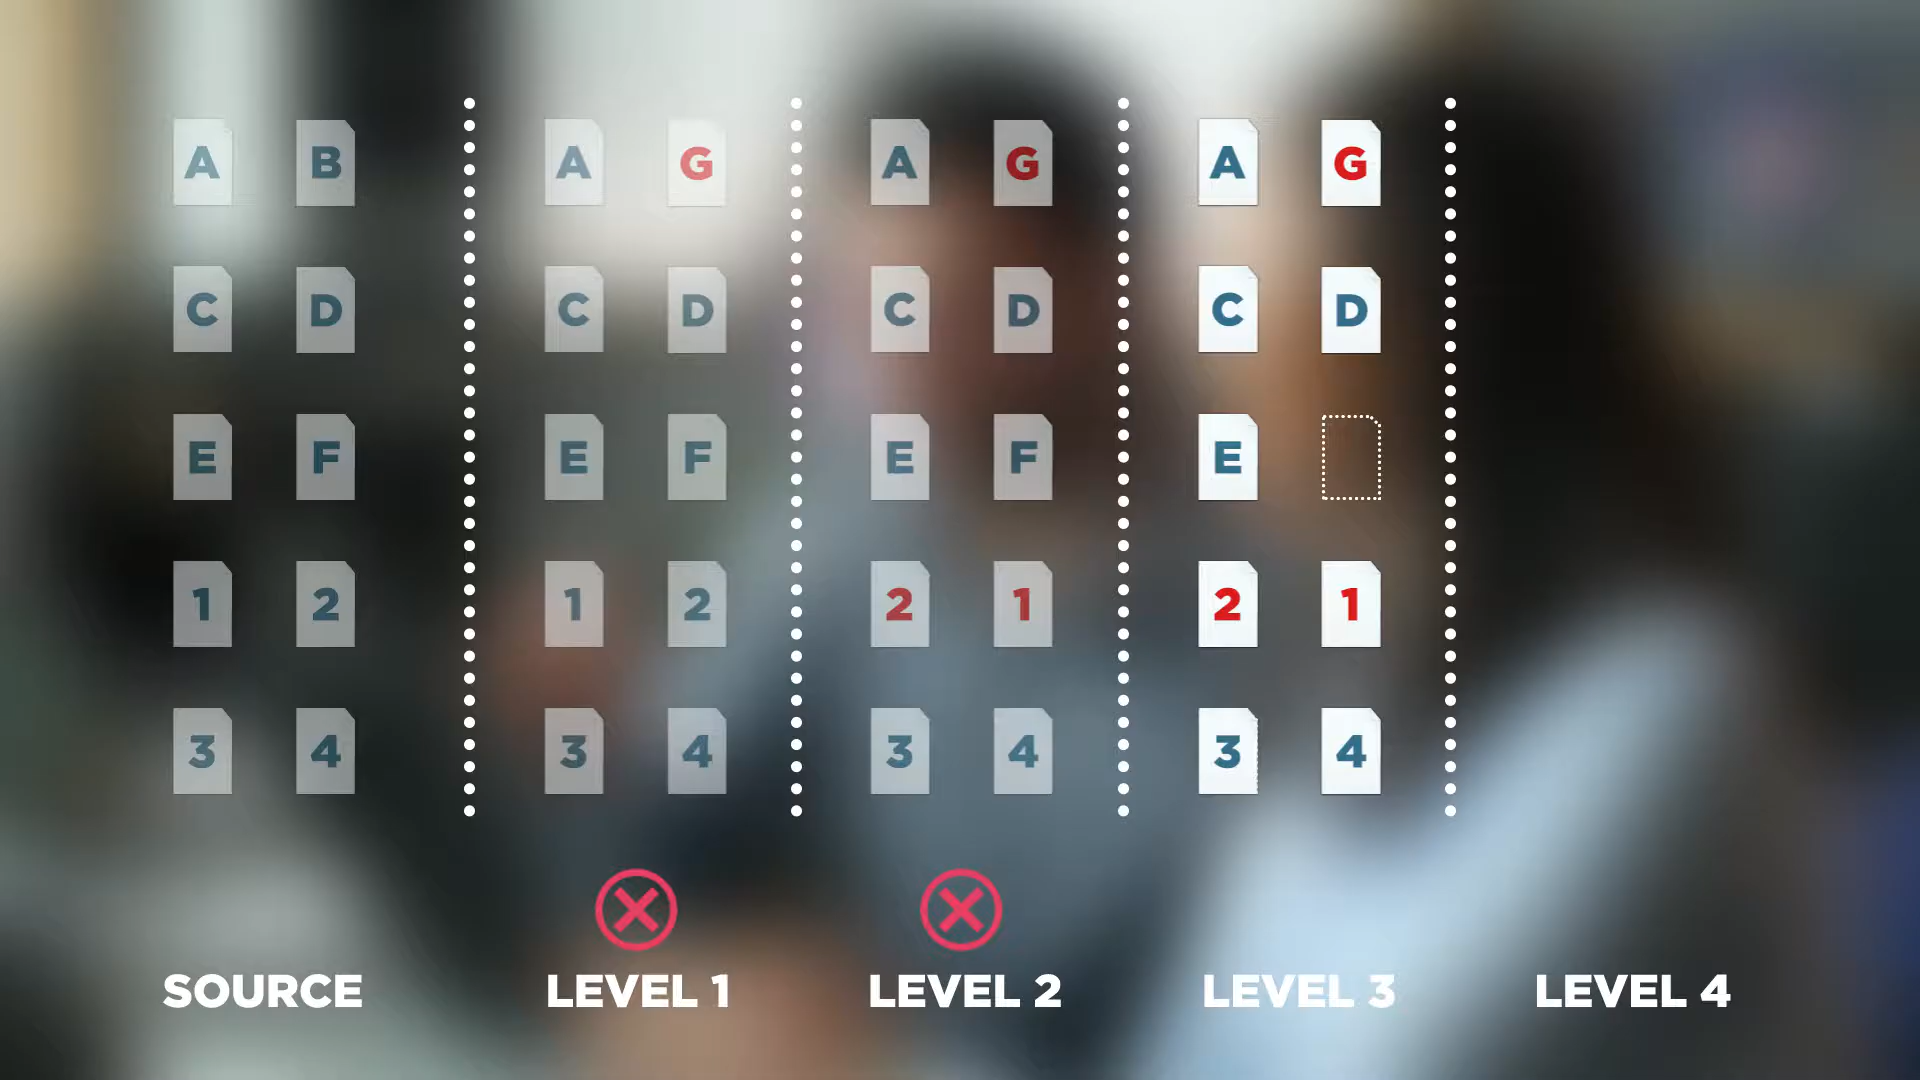 A B A G A G A G
C D C D C D C D
E F E F E F E
1 2 1 2 2 1 2 1
3 4 3 4 3 4 3 4
SOURCE LEVEL 1 LEVEL 2 LEVEL 3 LEVEL 4